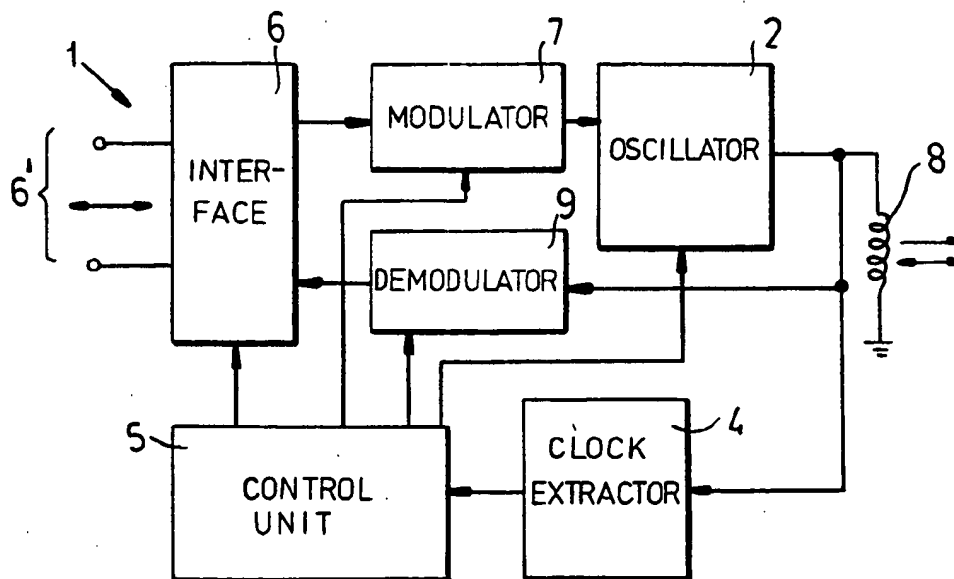 6
7
2
1
INTER-
FACE
MODULATOR
OSCILLATOR
8
6'
9
DEMODULATOR
5
CONTROL
UNIT
4
CLOCK
EXTRACTOR